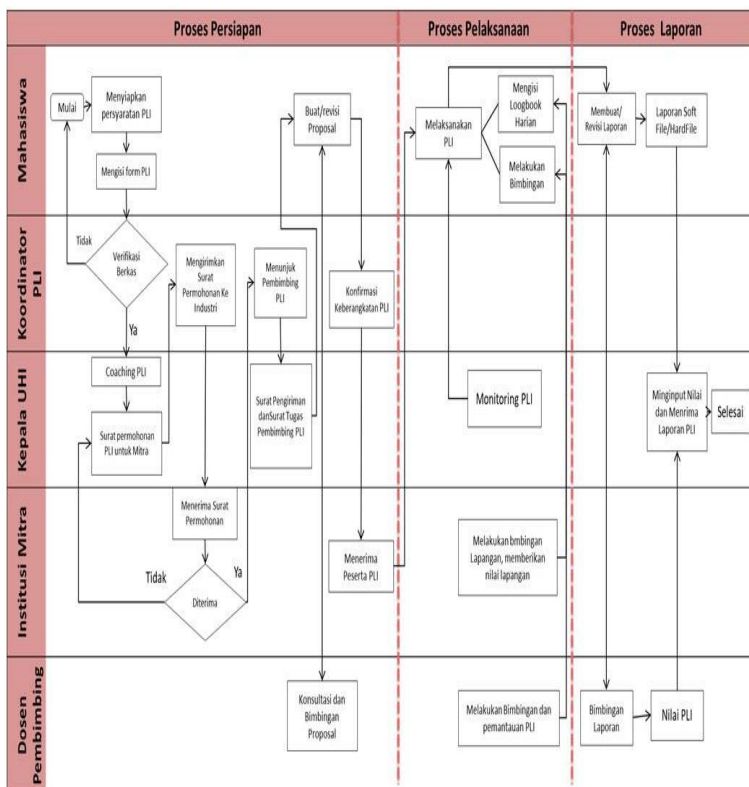 Proses Persiapan
Proses Pelaksanaan
Proses Laporan
Mahasiswa
Mulai
Menyiapkan
persyaratan PLI
Mengisi form PLI
Buat/revisi
Proposal
Melaksanakan
PLI
Mengisi
Loogbook
Harian
Melakukan
Bimbingan
Membuat/
Revisi Laporan
Laporan Soft
File/HardFile
Koordinator
PLI
Tidak
Verifikasi
Berkas
Ya
Mengirimkan
Surat
Permohonan Ke
Industri
Menunjuk
Pembimbing
PLI
Konfirmasi
Keberangkatan PLI
Kepala UHI
Coaching PLI
Surat permohonan
PLI untuk Mitra
Surat Pengiriman
danSurat Tugas
Pembimbing PLI
Monitoring PLI
Minginput Nilai
dan Menrima
Laporan PLI
Selesai
Institusi Mitra
Menerima Surat
Permohonan
Tidak
Ya
Diterima
Menerima
Peserta PLI
Melakukan bmbingan
Lapangan, memberikan
nilai lapangan
Dosen
Pembimbing
Konsultasi dan
Bimbingan
Proposal
Melakukan Bimbingan dan
pemantauan PLI
Bimbingan
Laporan
Nilai PLI